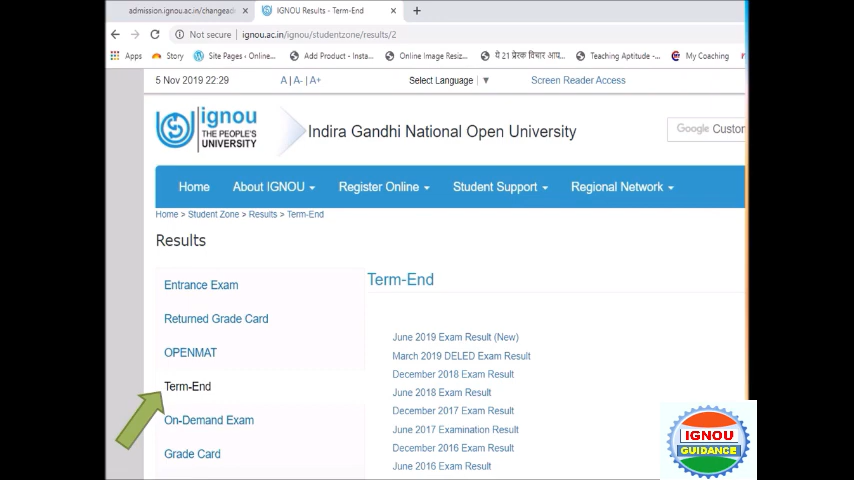 admission.ignou.ac.in/changead
IGNOU Results - Term-End
Not secure | ignou.ac.in/ignou/studentzone/results/2
Apps Story Site Pages - Online... Add Product - Insta... Online Image Resiz... ये 21 प्रेरक विचार आप... Teaching Aptitude -... My Coaching
5 Nov 2019 22:29 A | A- | A+ Select Language ▼ Screen Reader Access
ignou
THE PEOPLE'S
UNIVERSITY
Indira Gandhi National Open University
Google Custom
Home About IGNOU Register Online Student Support Regional Network
Home > Student Zone > Results > Term-End
Results
Entrance Exam
Returned Grade Card
OPENMAT
Term-End
On-Demand Exam
Grade Card
Term-End
June 2019 Exam Result (New)
March 2019 DELED Exam Result
December 2018 Exam Result
June 2018 Exam Result
December 2017 Exam Result
June 2017 Examination Result
December 2016 Exam Result
June 2016 Exam Result
IGNOU
GUIDANCE